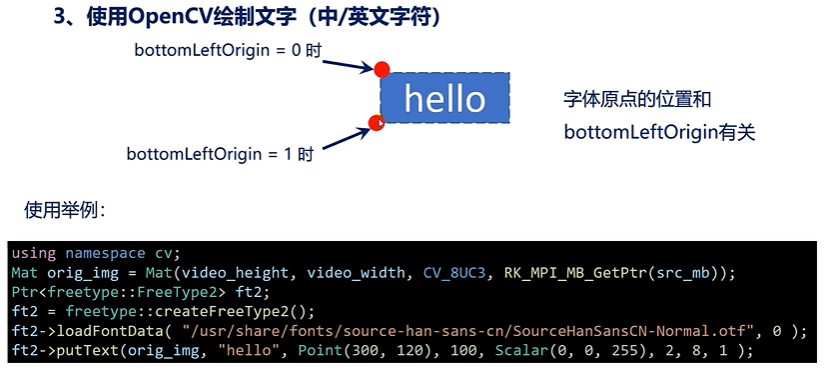 3、使用OpenCV绘制文字（中/英文字符）
bottomLeftOrigin = 0 时
hello
字体原点的位置和
bottomLeftOrigin有关
bottomLeftOrigin = 1 时
使用举例：
using namespace cv;
Mat orig_img = Mat(video_height, video_width, CV_8UC3, RK_MPI_MB_GetPtr(src_mb));
Ptr<freetype::FreeType2> ft2;
ft2 = freetype::createFreeType2();
ft2->loadFontData( "/usr/share/fonts/source-han-sans-cn/SourceHanSansCN-Normal.otf", 0 );
ft2->putText(orig_img, "hello", Point(300, 120), 100, Scalar(0, 0, 255), 2, 8, 1 );